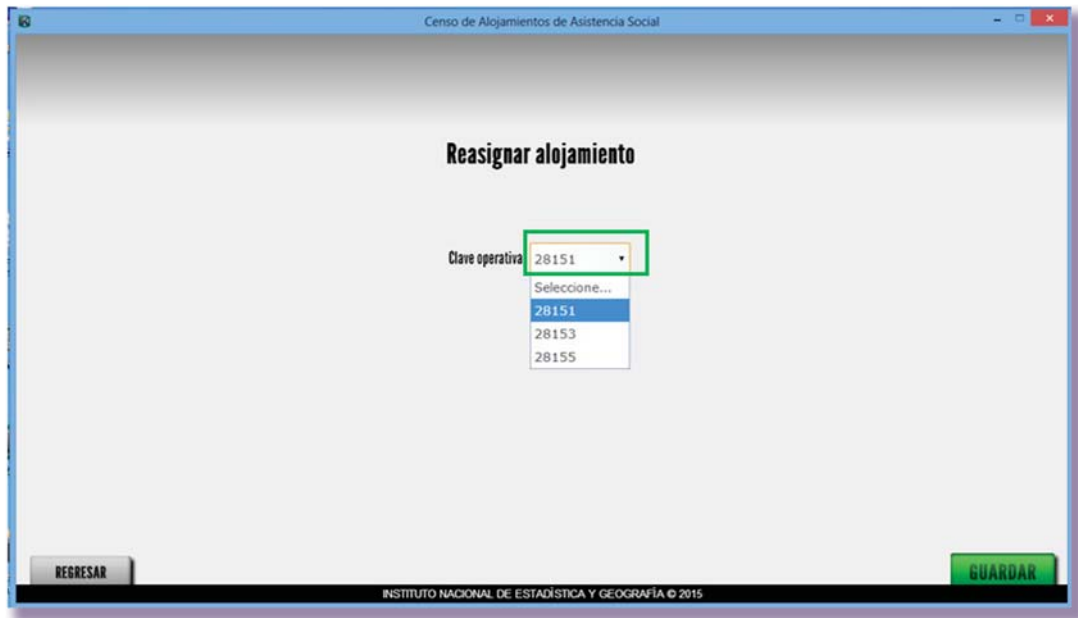 Censo de Alojamientos de Asistencia Social
Reasignar alojamiento
Clave operativa 28151
Seleccione...
28151
28153
28155
REGRESAR
GUARDAR
INSTITUTO NACIONAL DE ESTADÍSTICA Y GEOGRAFÍA © 2015